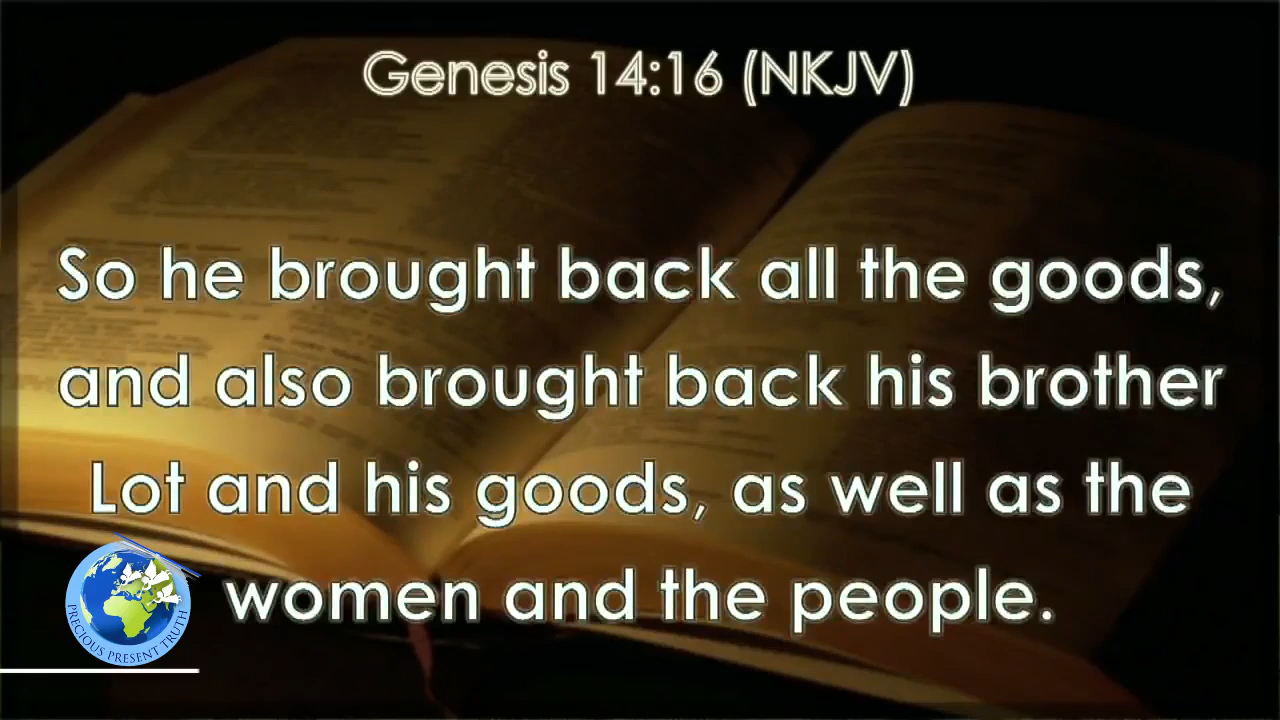 Genesis 14:16 (NKJV)
So he brought back all the goods,
and also brought back his brother
Lot and his goods, as well as the
women and the people.
PRECIOUS PRESENT TRUTH